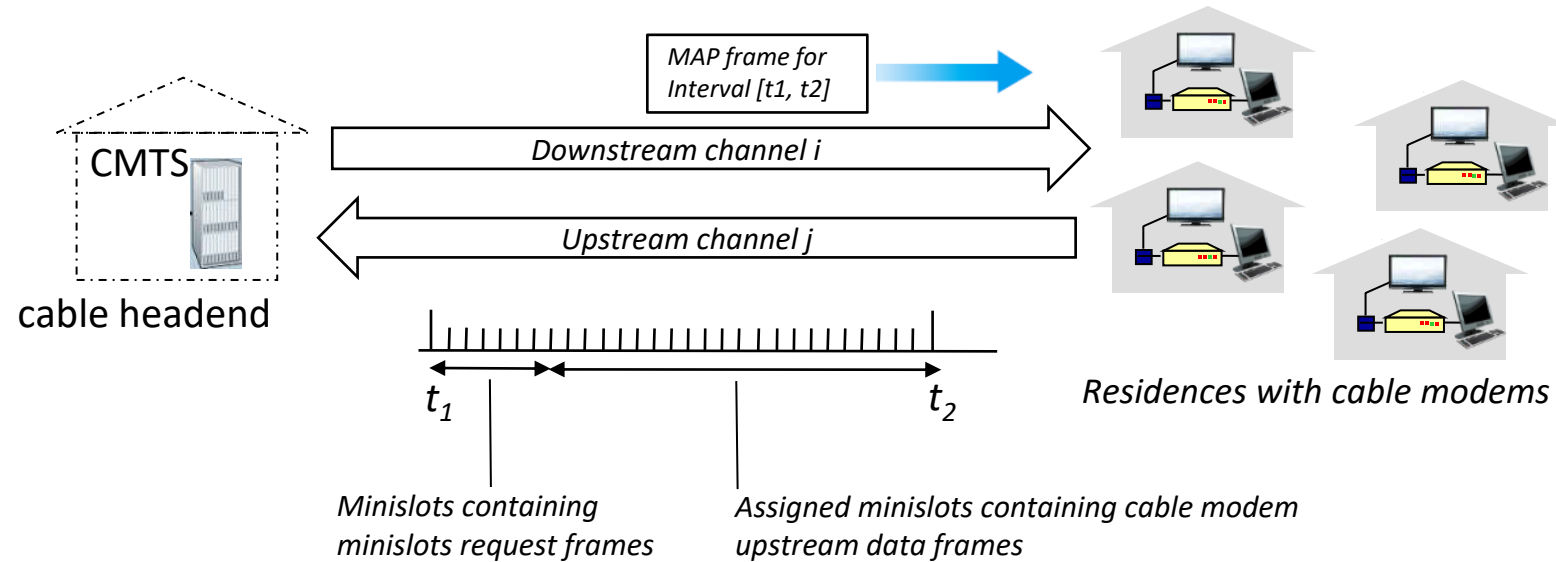 MAP frame for
Interval [t1, t2]
Downstream channel i
CMTS
Upstream channel j
cable headend
t₁
t₂
Residences with cable modems
Minislots containing
minislots request frames
Assigned minislots containing cable modem
upstream data frames